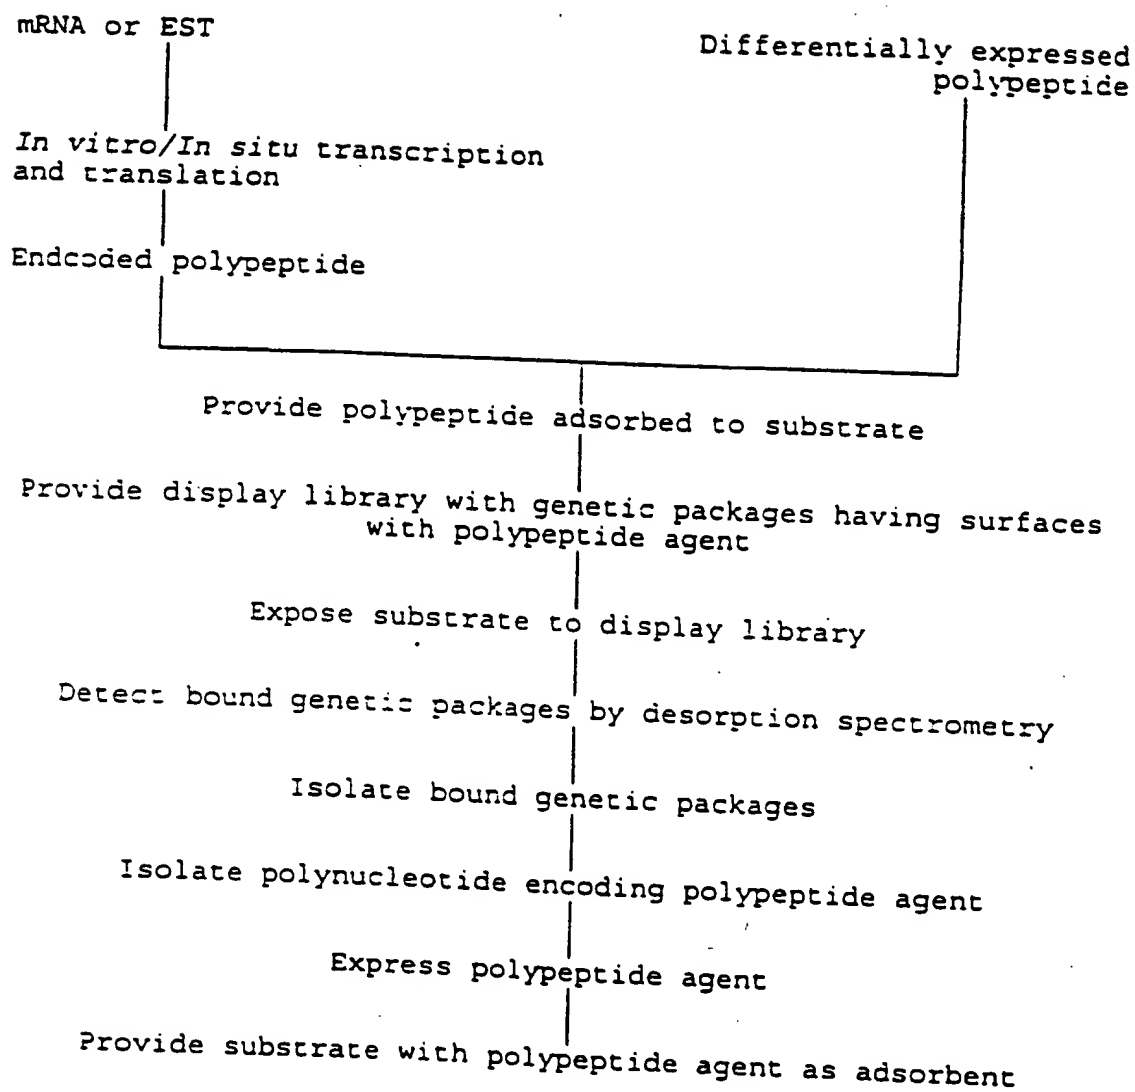 mRNA or EST
Differentially expressed
polypeptide
In vitro/In situ transcription
and translation
Endcoded polypeptide
Provide polypeptide adsorbed to substrate
Provide display library with genetic packages having surfaces
with polypeptide agent
Expose substrate to display library
Detect bound genetic packages by desorption spectrometry
Isolate bound genetic packages
Isolate polynucleotide encoding polypeptide agent
Express polypeptide agent
Provide substrate with polypeptide agent as adsorbent